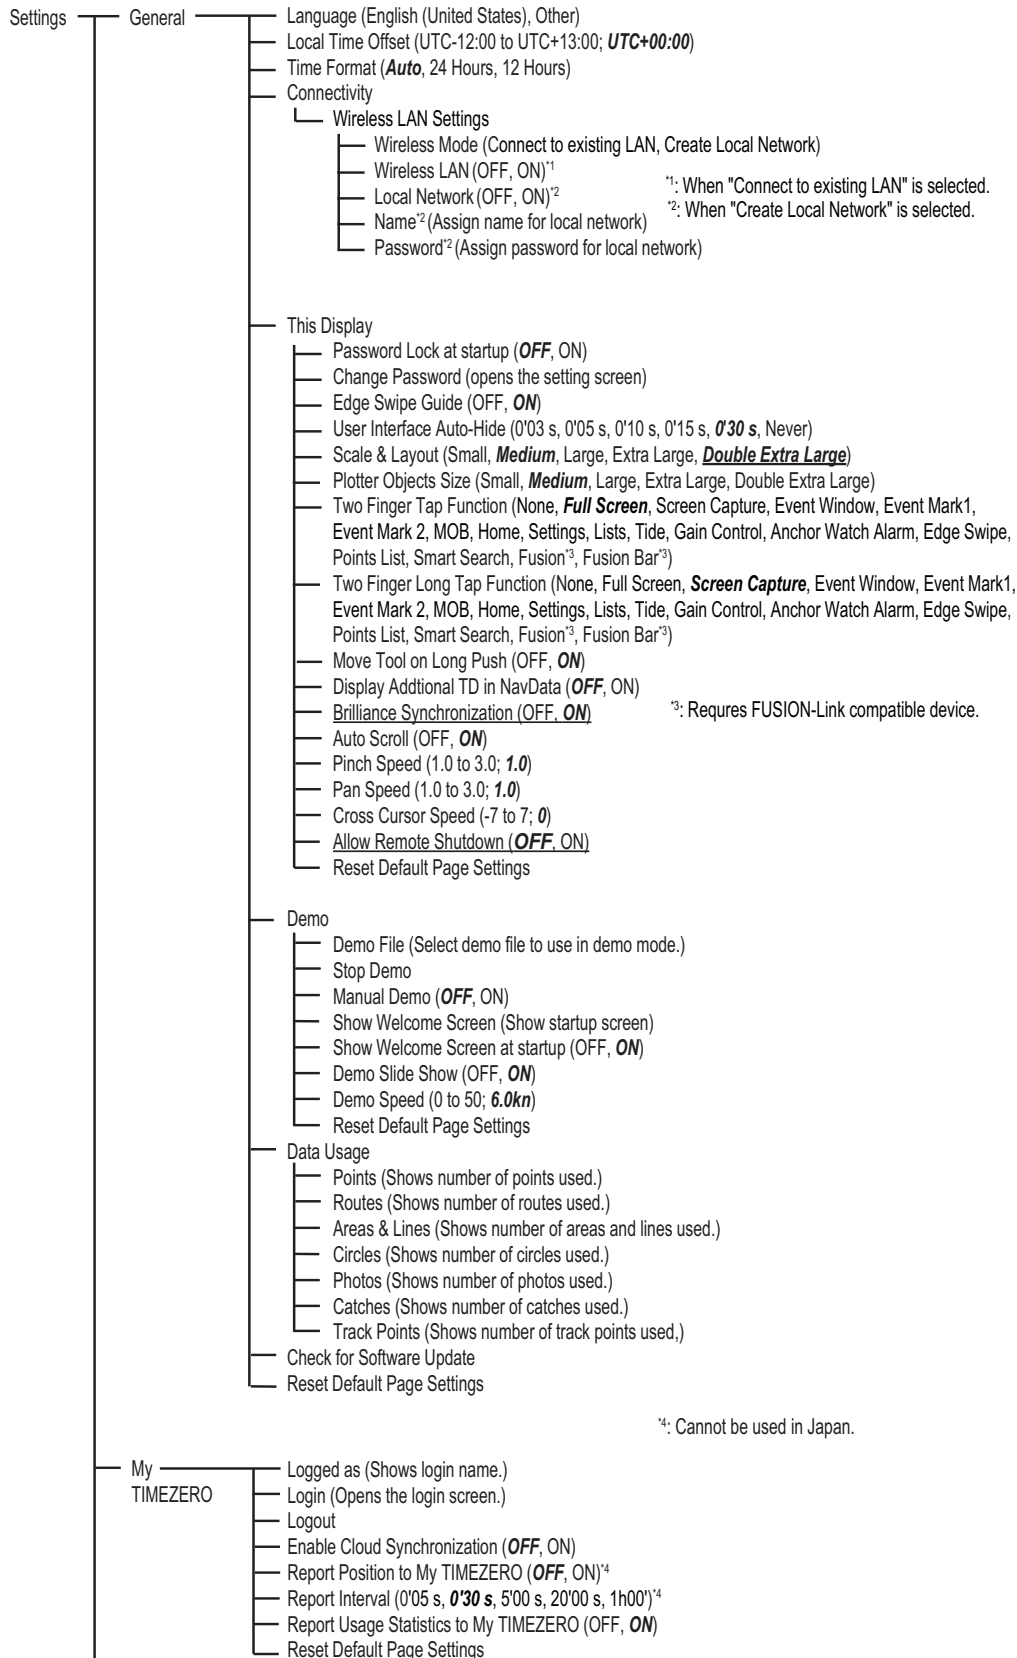 Settings General Language (English (United States), Other)
Local Time Offset (UTC-12:00 to UTC+13:00; UTC+00:00)
Time Format (Auto, 24 Hours, 12 Hours)
Connectivity
Wireless LAN Settings
Wireless Mode (Connect to existing LAN, Create Local Network)
Wireless LAN (OFF, ON)*1
*1: When "Connect to existing LAN" is selected.
Local Network (OFF, ON)*2
*2: When "Create Local Network" is selected.
Name*2 (Assign name for local network)
Password*2 (Assign password for local network)
This Display
Password Lock at startup (OFF, ON)
Change Password (opens the setting screen)
Edge Swipe Guide (OFF, ON)
User Interface Auto-Hide (0'03 s, 0'05 s, 0'10 s, 0'15 s, 0'30 s, Never)
Scale & Layout (Small, Medium, Large, Extra Large, Double Extra Large)
Plotter Objects Size (Small, Medium, Large, Extra Large, Double Extra Large)
Two Finger Tap Function (None, Full Screen, Screen Capture, Event Window, Event Mark1,
Event Mark 2, MOB, Home, Settings, Lists, Tide, Gain Control, Anchor Watch Alarm, Edge Swipe,
Points List, Smart Search, Fusion*3, Fusion Bar*3)
Two Finger Long Tap Function (None, Full Screen, Screen Capture, Event Window, Event Mark1,
Event Mark 2, MOB, Home, Settings, Lists, Tide, Gain Control, Anchor Watch Alarm, Edge Swipe,
Points List, Smart Search, Fusion*3, Fusion Bar*3)
Move Tool on Long Push (OFF, ON)
Display Addtional TD in NavData (OFF, ON)
Brilliance Synchronization (OFF, ON)
*3: Requres FUSION-Link compatible device.
Auto Scroll (OFF, ON)
Pinch Speed (1.0 to 3.0; 1.0)
Pan Speed (1.0 to 3.0; 1.0)
Cross Cursor Speed (-7 to 7; 0)
Allow Remote Shutdown (OFF, ON)
Reset Default Page Settings
Demo
Demo File (Select demo file to use in demo mode.)
Stop Demo
Manual Demo (OFF, ON)
Show Welcome Screen (Show startup screen)
Show Welcome Screen at startup (OFF, ON)
Demo Slide Show (OFF, ON)
Demo Speed (0 to 50; 6.0kn)
Reset Default Page Settings
Data Usage
Points (Shows number of points used.)
Routes (Shows number of routes used.)
Areas & Lines (Shows number of areas and lines used.)
Circles (Shows number of circles used.)
Photos (Shows number of photos used.)
Catches (Shows number of catches used.)
Track Points (Shows number of track points used,)
Check for Software Update
Reset Default Page Settings
*4: Cannot be used in Japan.
My
TIMEZERO
Logged as (Shows login name.)
Login (Opens the login screen.)
Logout
Enable Cloud Synchronization (OFF, ON)
Report Position to My TIMEZERO (OFF, ON)*4
Report Interval (0'05 s, 0'30 s, 5'00 s, 20'00 s, 1h00')*4
Report Usage Statistics to My TIMEZERO (OFF, ON)
Reset Default Page Settings